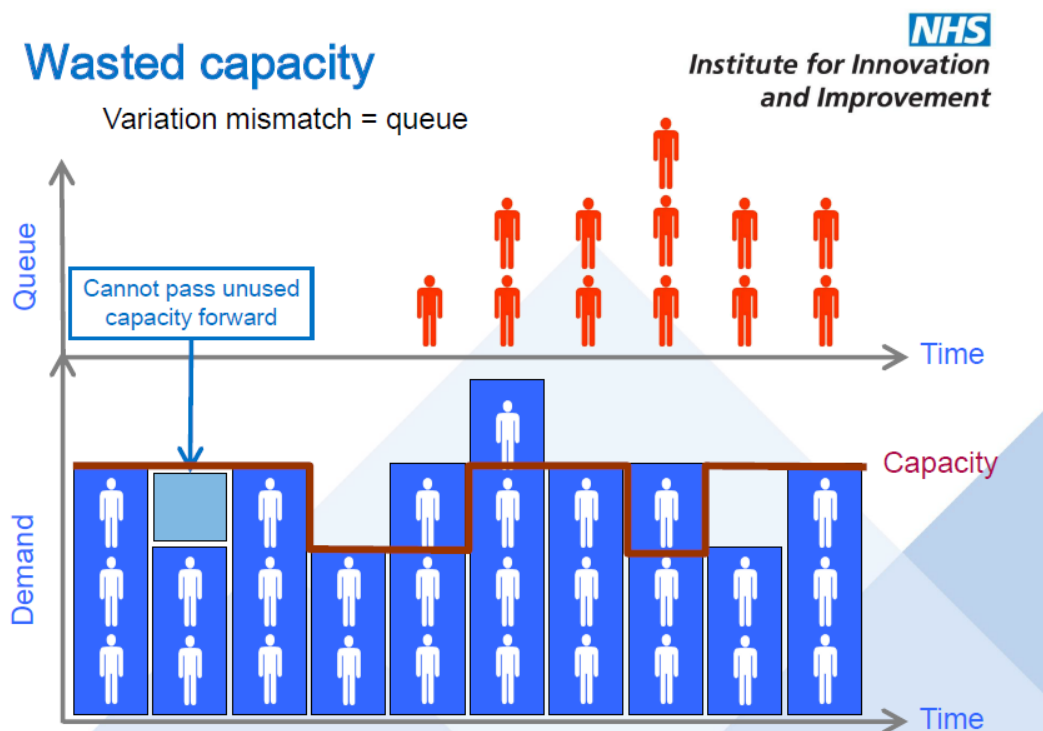 Wasted capacity
NHS
Institute for Innovation
and Improvement
Variation mismatch = queue
Queue
Cannot pass unused
capacity forward
Time
Capacity
Demand
Time